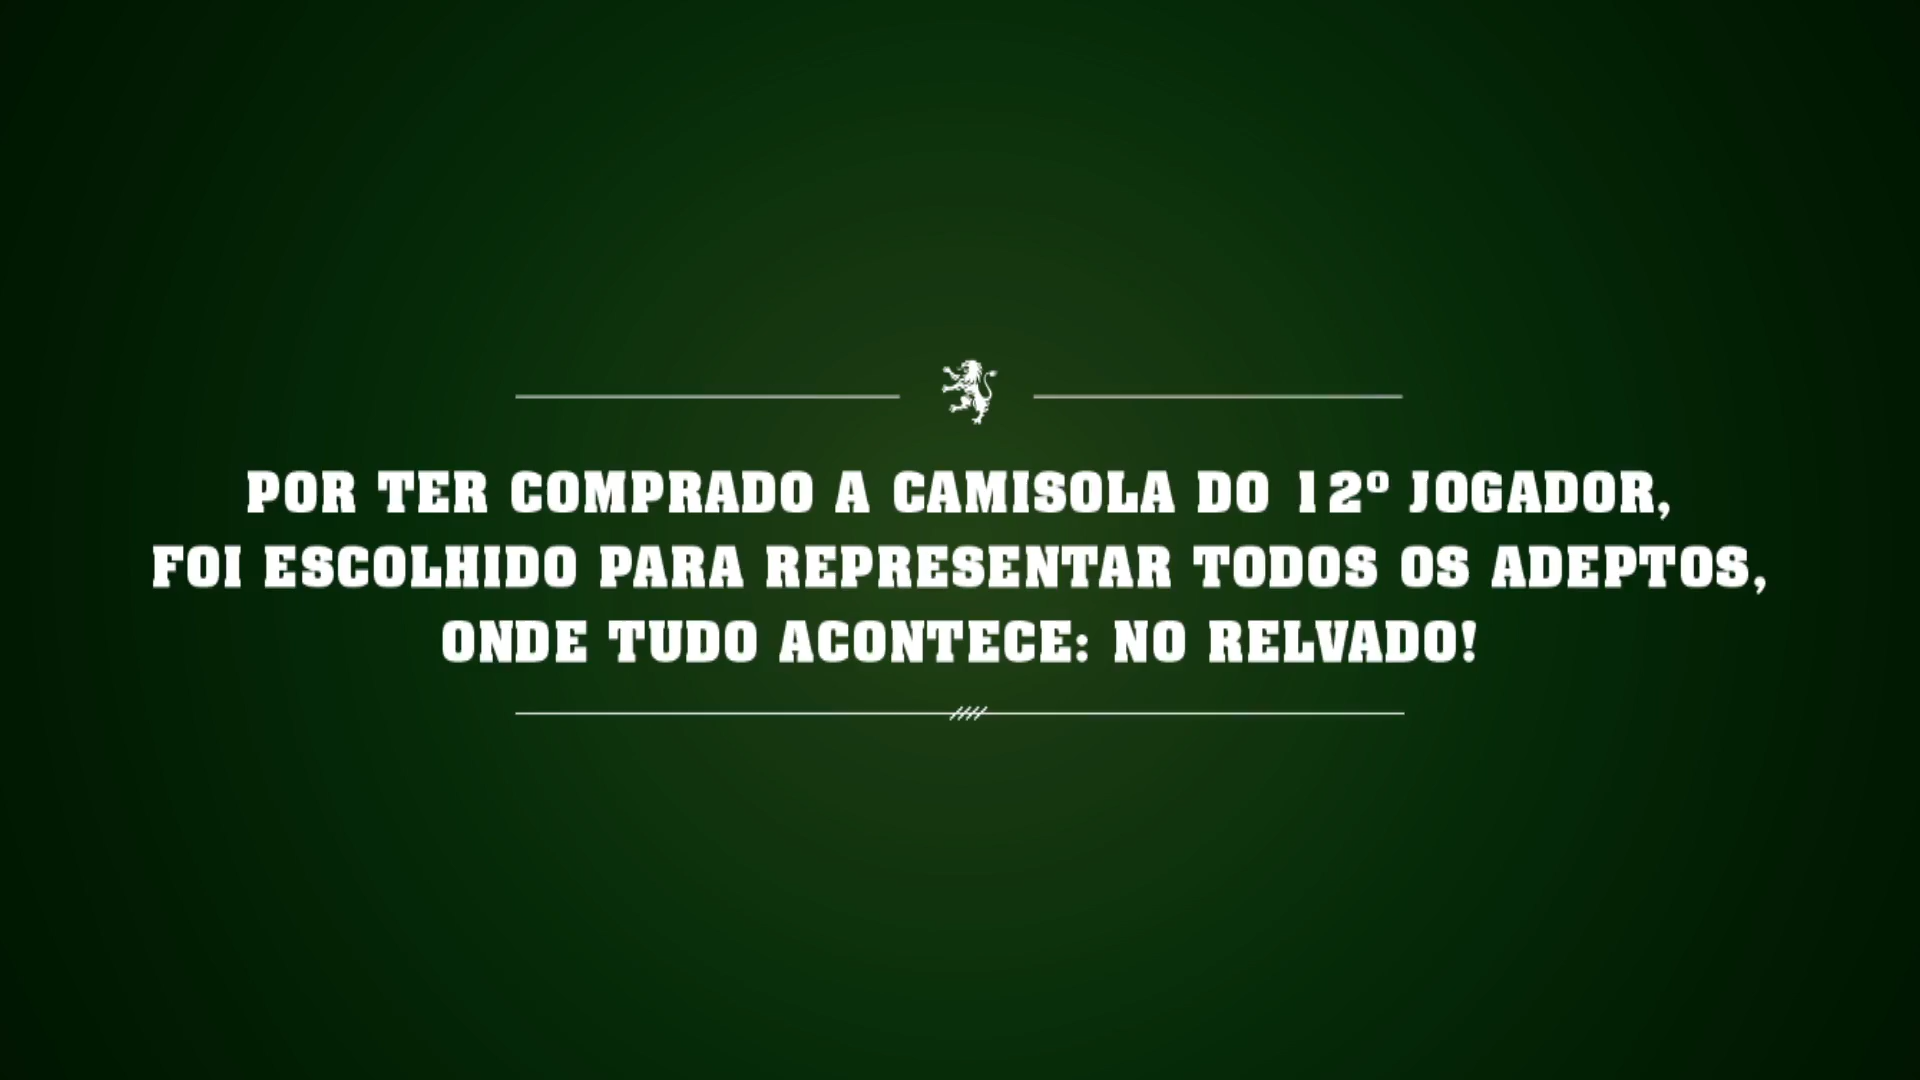 POR TER COMPRADO A CAMISOLA DO 12º JOGADOR,
FOI ESCOLHIDO PARA REPRESENTAR TODOS OS ADEPTOS,
ONDE TUDO ACONTECE: NO RELVADO!